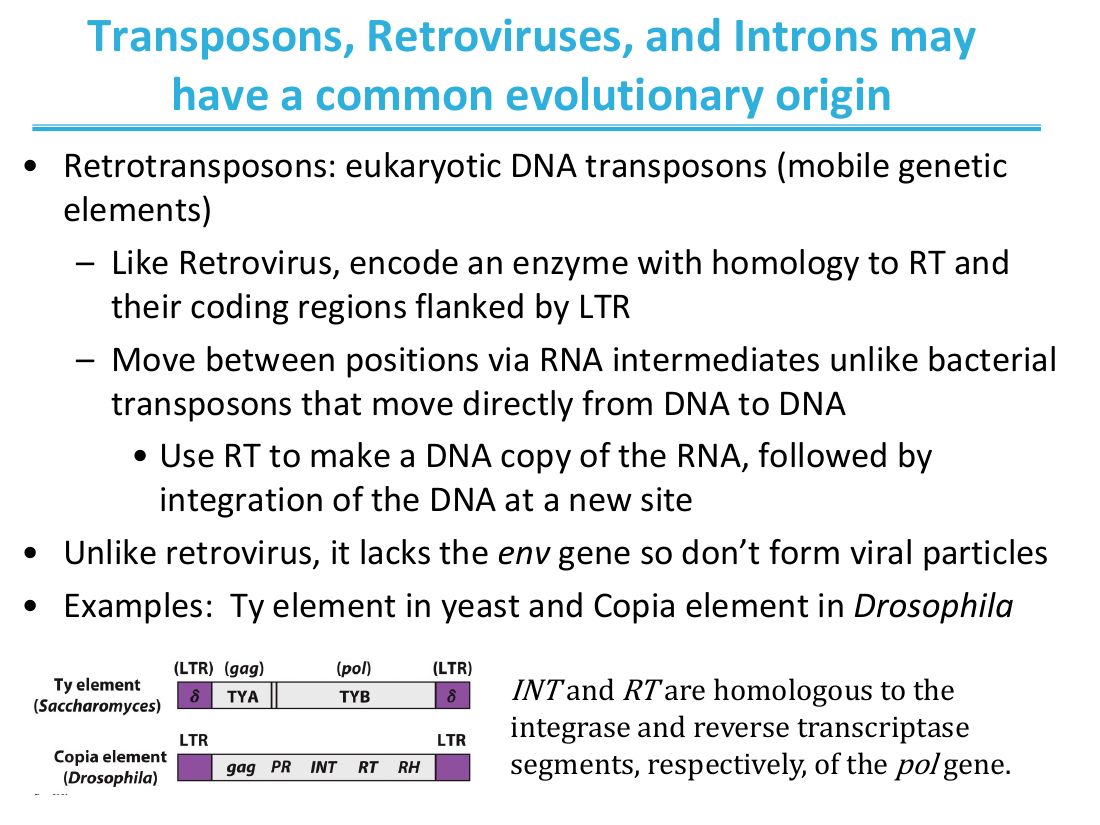 Transposons, Retroviruses, and Introns may
have a common evolutionary origin
• Retrotransposons: eukaryotic DNA transposons (mobile genetic
elements)
– Like Retrovirus, encode an enzyme with homology to RT and
their coding regions flanked by LTR
– Move between positions via RNA intermediates unlike bacterial
transposons that move directly from DNA to DNA
• Use RT to make a DNA copy of the RNA, followed by
integration of the DNA at a new site
• Unlike retrovirus, it lacks the env gene so don’t form viral particles
• Examples: Ty element in yeast and Copia element in Drosophila
(LTR) (gag) (pol) (LTR)
Ty element
(Saccharomyces)
δ TYA TYB δ
LTR LTR
Copia element
(Drosophila)
gag PR INT RT RH
INT and RT are homologous to the
integrase and reverse transcriptase
segments, respectively, of the pol gene.